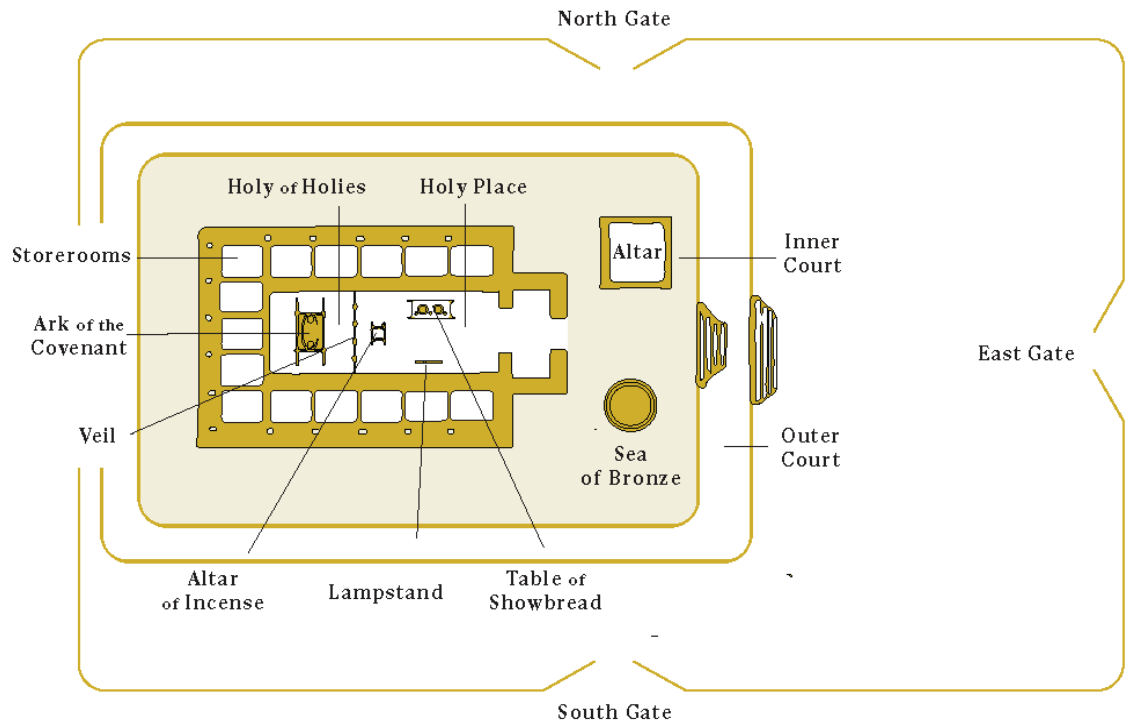 North Gate
Holy of Holies
Holy Place
Storerooms
Altar
Inner
Court
Ark of the
Covenant
East Gate
Veil
Sea
of Bronze
Outer
Court
Altar
of Incense
Lampstand
Table of
Showbread
South Gate